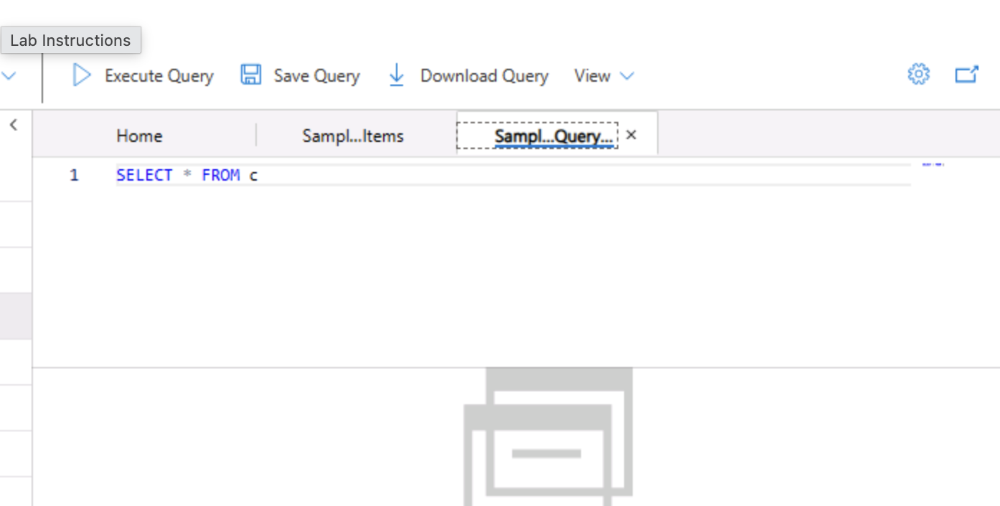 Lab Instructions
Execute Query Save Query Download Query View
Home Sampl...Items Sampl...Query...
1 SELECT * FROM c